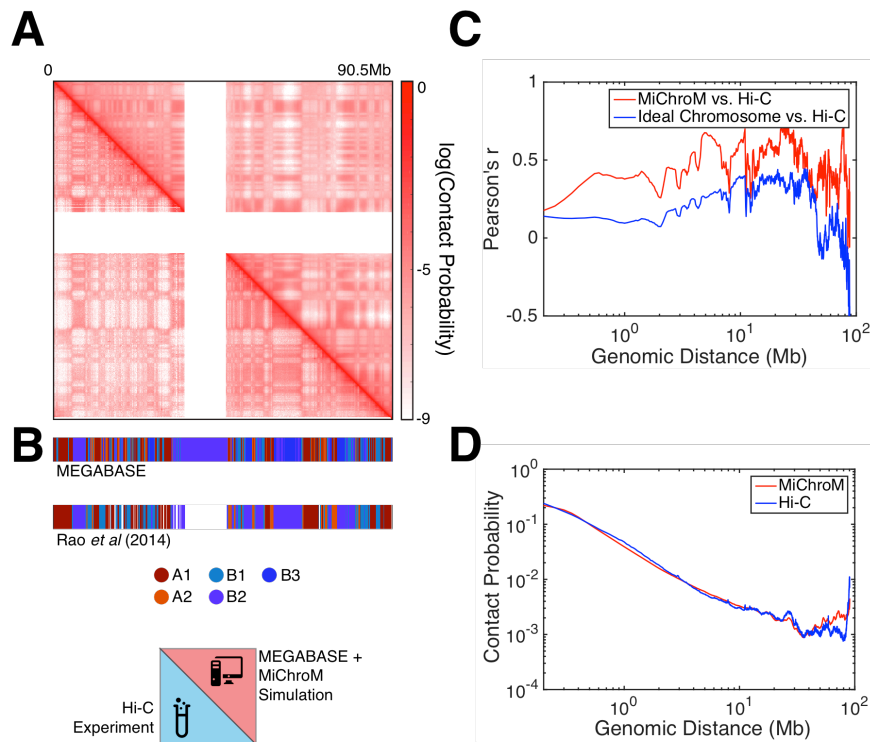 A
0 90.5Mb
0
-5
-9
log(Contact Probability)
B
MEGABASE
Rao et al (2014)
A1 B1 B3
A2 B2
Hi-C
Experiment
MEGABASE +
MiChroM
Simulation
C
1
0.5
0
-0.5
Pearson's r
MiChroM vs. Hi-C
Ideal Chromosome vs. Hi-C
10^0 10^1 10^2
Genomic Distance (Mb)
D
10^0
10^-1
10^-2
10^-3
10^-4
Contact Probability
MiChroM
Hi-C
10^0 10^1 10^2
Genomic Distance (Mb)